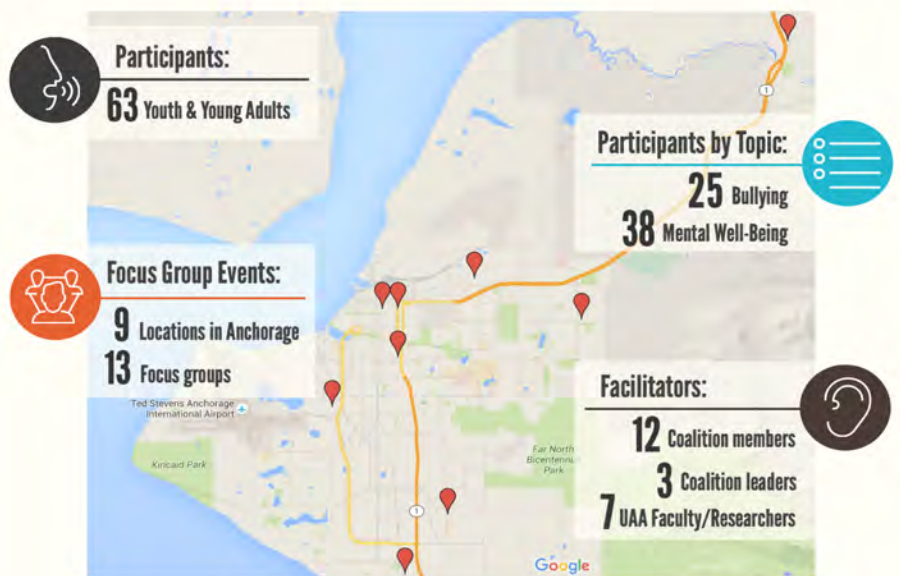 Participants:
63 Youth & Young Adults
1
Participants by Topic:
25 Bullying
38 Mental Well-Being
Focus Group Events:
9 Locations in Anchorage
13 Focus groups
Ted Stevens Anchorage
International Airport
Kincaid Park
Far North
Bicentennial
Park
Facilitators:
12 Coalition members
3 Coalition leaders
7 UAA Faculty/Researchers
1
Google